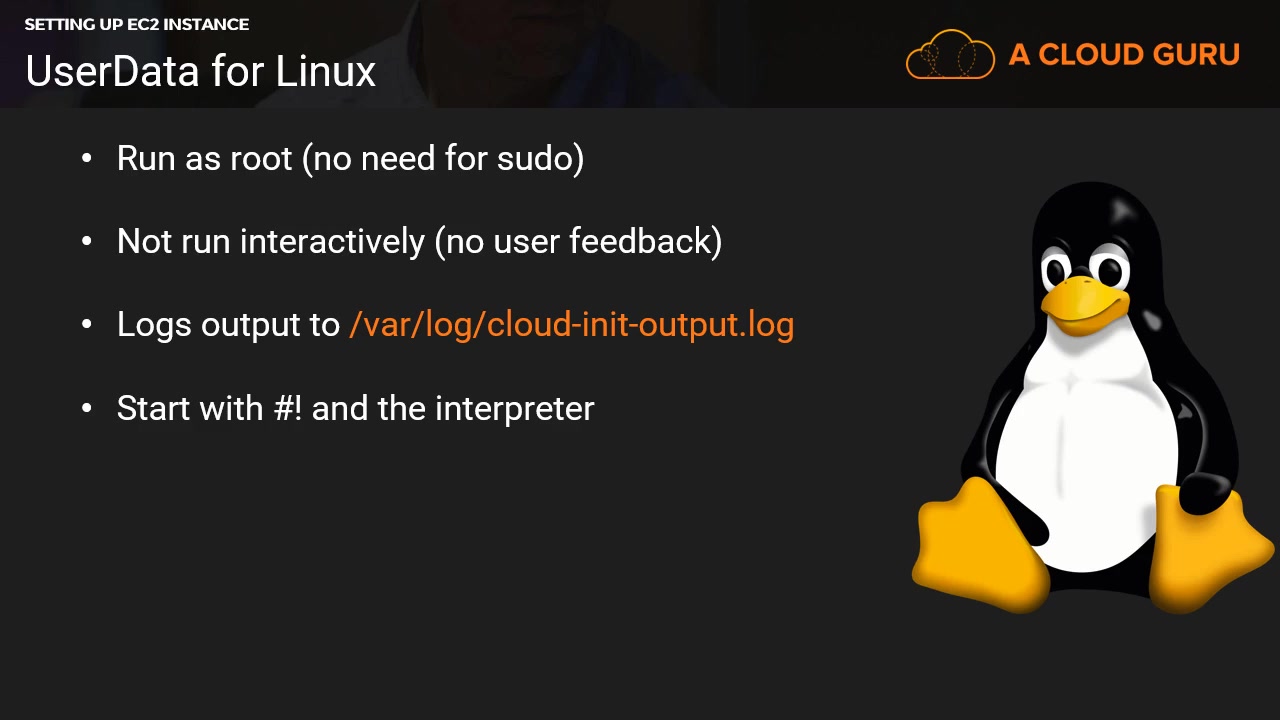 SETTING UP EC2 INSTANCE
UserData for Linux
A CLOUD GURU
• Run as root (no need for sudo)
• Not run interactively (no user feedback)
• Logs output to /var/log/cloud-init-output.log
• Start with #! and the interpreter